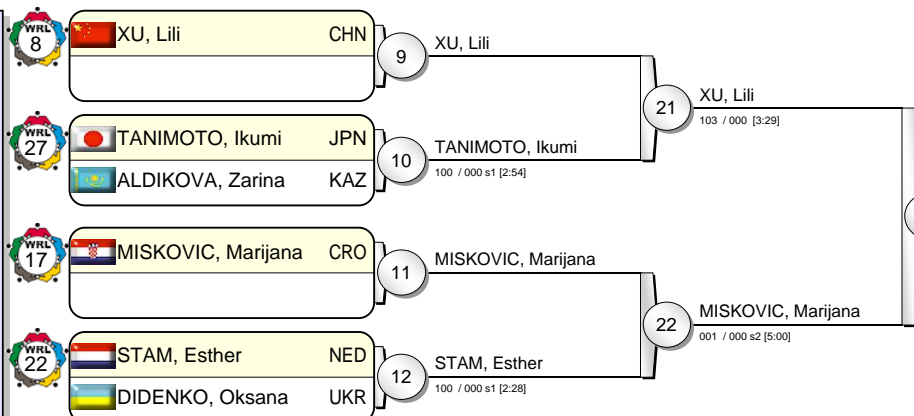 WRL
8
XU, Lili CHN
9
XU, Lili
WRL
27
TANIMOTO, Ikumi JPN
ALDIKOVA, Zarina KAZ
10
TANIMOTO, Ikumi
100 / 000 s1 [2:54]
21
XU, Lili
103 / 000 [3:29]
WRL
17
MISKOVIC, Marijana CRO
11
MISKOVIC, Marijana
WRL
22
STAM, Esther NED
DIDENKO, Oksana UKR
12
STAM, Esther
100 / 000 s1 [2:28]
22
MISKOVIC, Marijana
001 / 000 s2 [5:00]